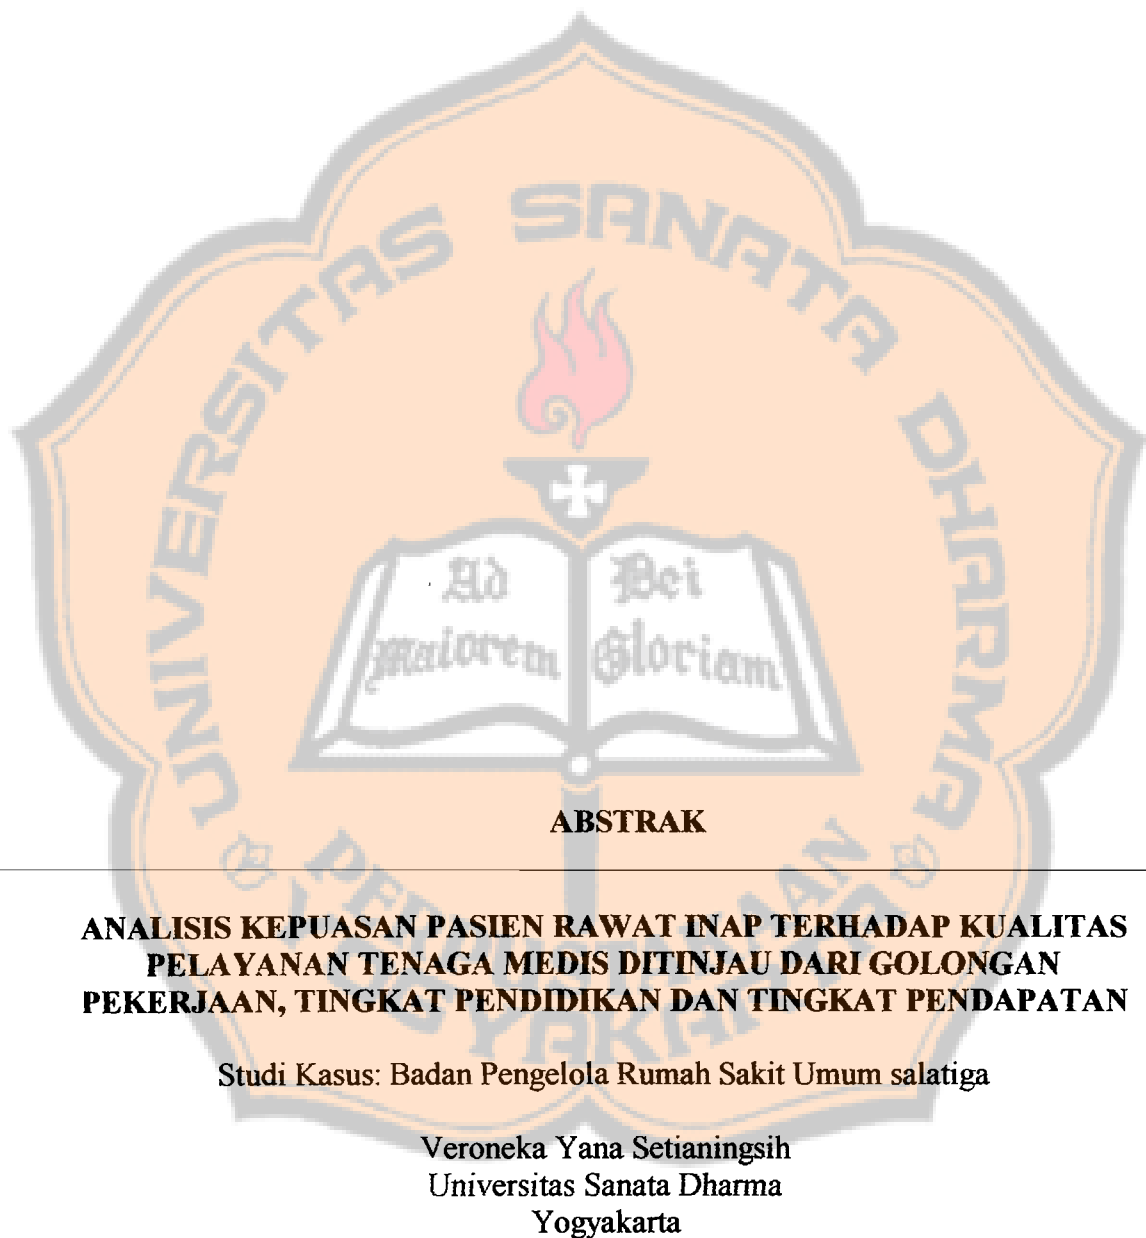 UNIVERSITAS SANATA DHARMA
Ad Dei
maiorem Gloriam
PERPUSTAKAAN
YOGYAKARTA
ABSTRAK
ANALISIS KEPUASAN PASIEN RAWAT INAP TERHADAP KUALITAS
PELAYANAN TENAGA MEDIS DITINJAU DARI GOLONGAN
PEKERJAAN, TINGKAT PENDIDIKAN DAN TINGKAT PENDAPATAN
Studi Kasus: Badan Pengelola Rumah Sakit Umum salatiga
Veroneka Yana Setianingsih
Universitas Sanata Dharma
Yogyakarta